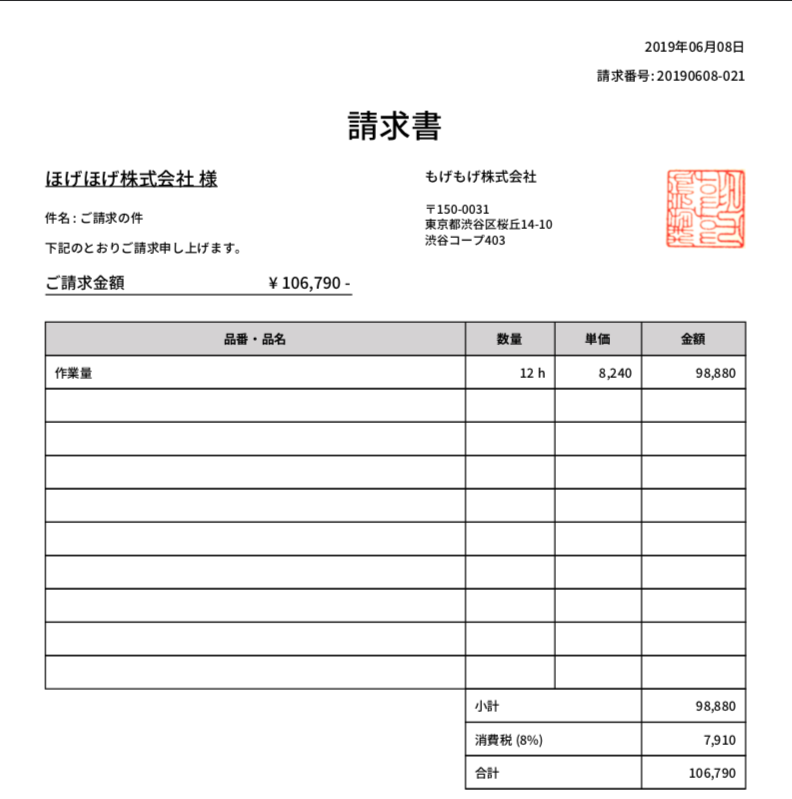 2019年06月08日
請求番号: 20190608-021
請求書
ほげほげ株式会社 様
件名 : ご請求の件
下記のとおりご請求申し上げます。
ご請求金額 ¥ 106,790 -
もげもげ株式会社
〒150-0031
東京都渋谷区桜丘14-10
渋谷コープ403
品番・品名 数量 単価 金額
作業量 12 h 8,240 98,880
小計 98,880
消費税 (8%) 7,910
合計 106,790